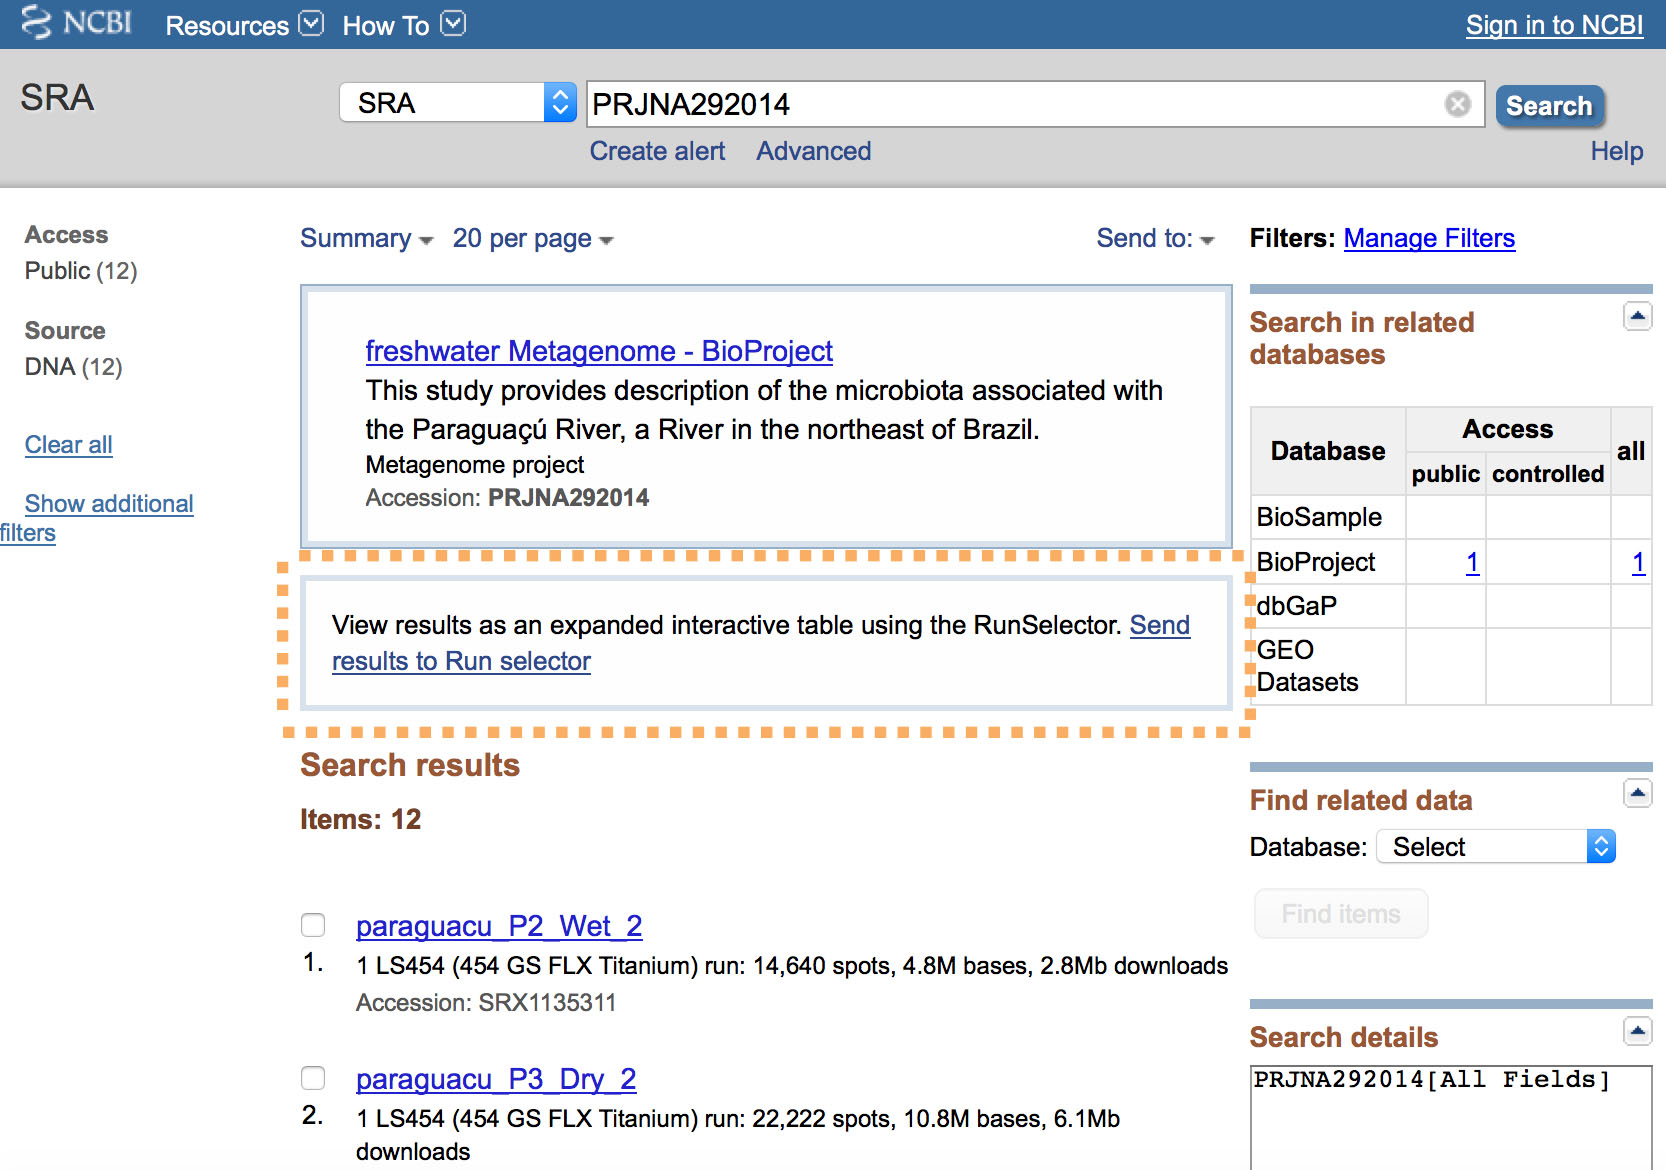 NCBI Resources How To Sign in to NCBI
SRA SRA PRJNA292014 Search
Create alert Advanced Help
Access
Public (12)
Source
DNA (12)
Clear all
Show additional
filters
Summary 20 per page Send to:
freshwater Metagenome - BioProject
This study provides description of the microbiota associated with
the Paraguaçú River, a River in the northeast of Brazil.
Metagenome project
Accession: PRJNA292014
View results as an expanded interactive table using the RunSelector. Send
results to Run selector
Search results
Items: 12
paraguacu_P2_Wet_2
1. 1 LS454 (454 GS FLX Titanium) run: 14,640 spots, 4.8M bases, 2.8Mb downloads
Accession: SRX1135311
paraguacu_P3_Dry_2
2. 1 LS454 (454 GS FLX Titanium) run: 22,222 spots, 10.8M bases, 6.1Mb
downloads
Filters: Manage Filters
Search in related
databases
Database Access all
public controlled
BioSample
BioProject 1 1
dbGaP
GEO
Datasets
Find related data
Database: Select
Find items
Search details
PRJNA292014[All Fields]